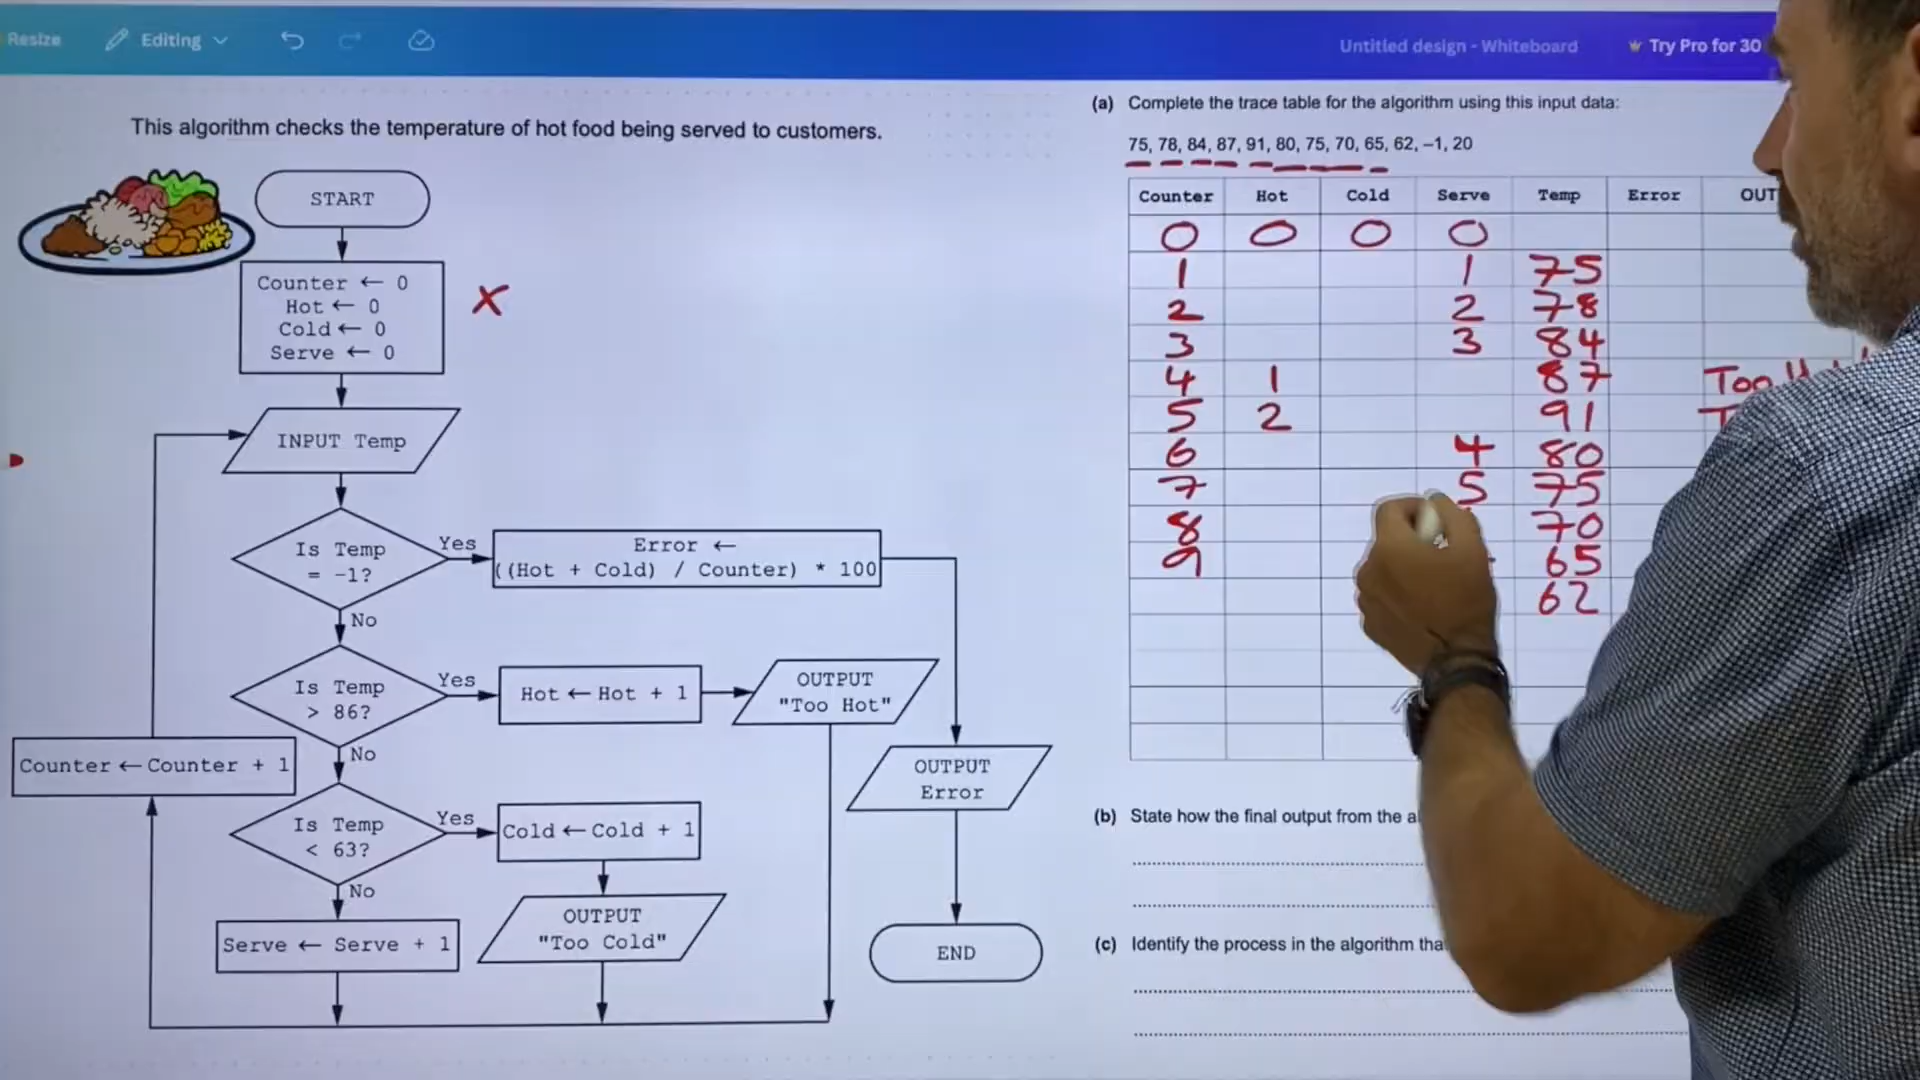 Resize
Editing
Untitled design - Whiteboard
Try Pro for 30
This algorithm checks the temperature of hot food being served to customers.
START
Counter ← 0
Hot ← 0
Cold ← 0
Serve ← 0
X
INPUT Temp
Is Temp
= -1?
Yes
Error ←
((Hot + Cold) / Counter) * 100
No
Is Temp
> 86?
Yes
Hot ← Hot + 1
OUTPUT
"Too Hot"
No
Counter ← Counter + 1
OUTPUT
Error
Is Temp
< 63?
Yes
Cold ← Cold + 1
No
OUTPUT
"Too Cold"
Serve ← Serve + 1
END
(a) Complete the trace table for the algorithm using this input data:
75, 78, 84, 87, 91, 80, 75, 70, 65, 62, –1, 20
Counter Hot Cold Serve Temp Error OUT
0 0 0 0
1 1 75
2 2 78
3 3 84
4 1 87 Too
5 2 91 T
6 4 80
7 5 75
8 70
9 65
62
(b) State how the final output from the a
(c) Identify the process in the algorithm tha